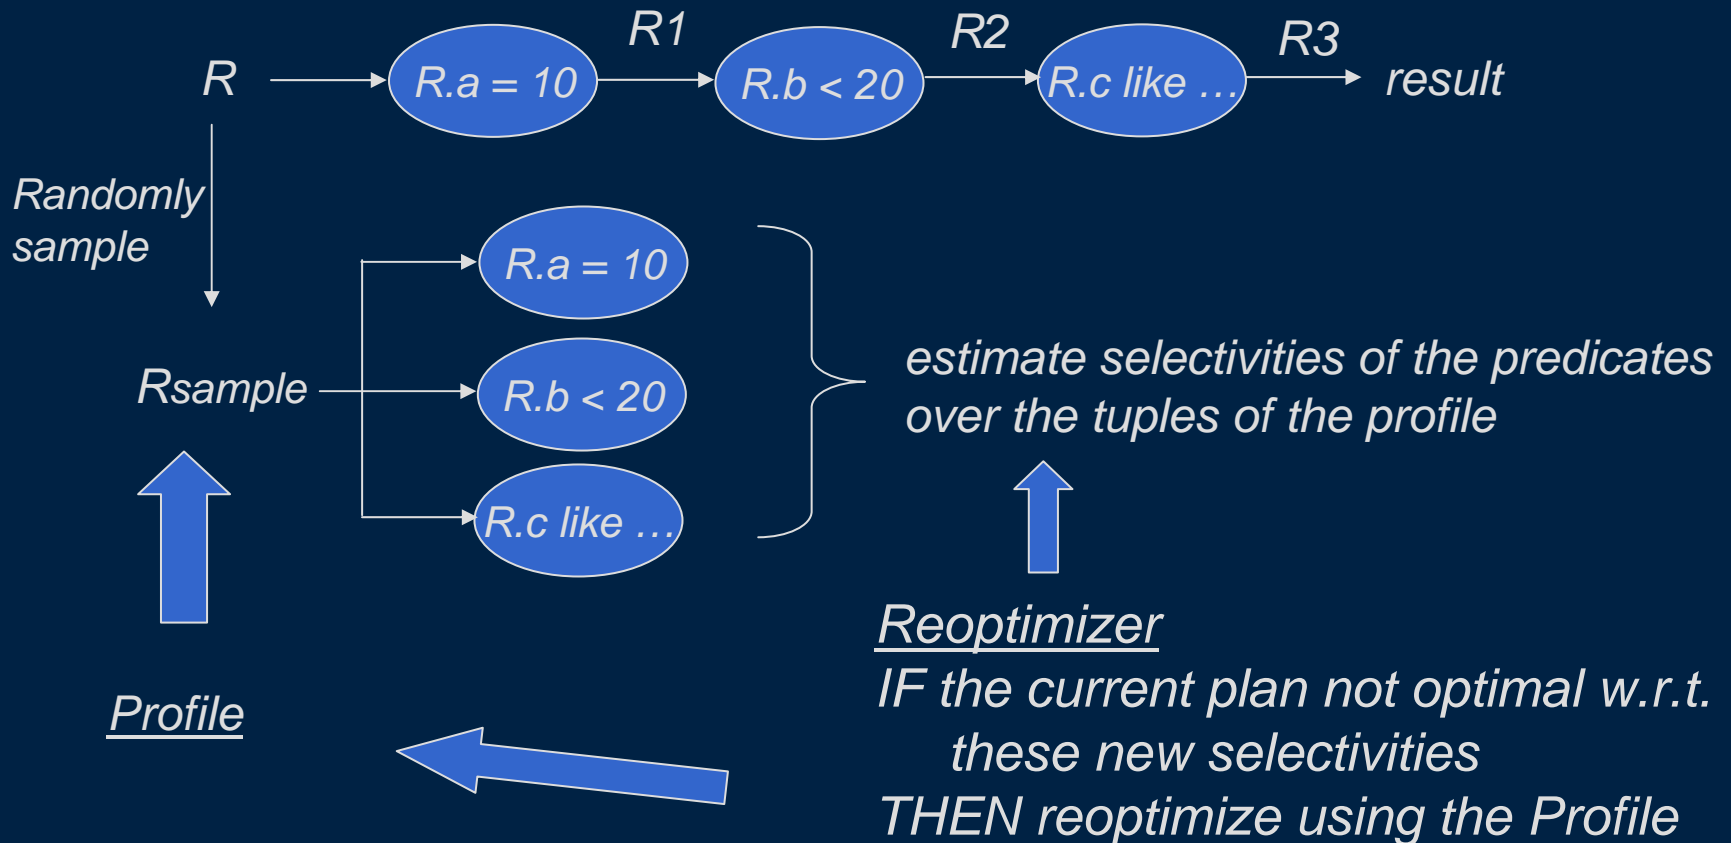 R
R.a = 10
R1
R.b < 20
R2
R.c like …
R3
result
Randomly
sample
Rsample
R.a = 10
R.b < 20
R.c like …
estimate selectivities of the predicates
over the tuples of the profile
Profile
Reoptimizer
IF the current plan not optimal w.r.t.
these new selectivities
THEN reoptimize using the Profile